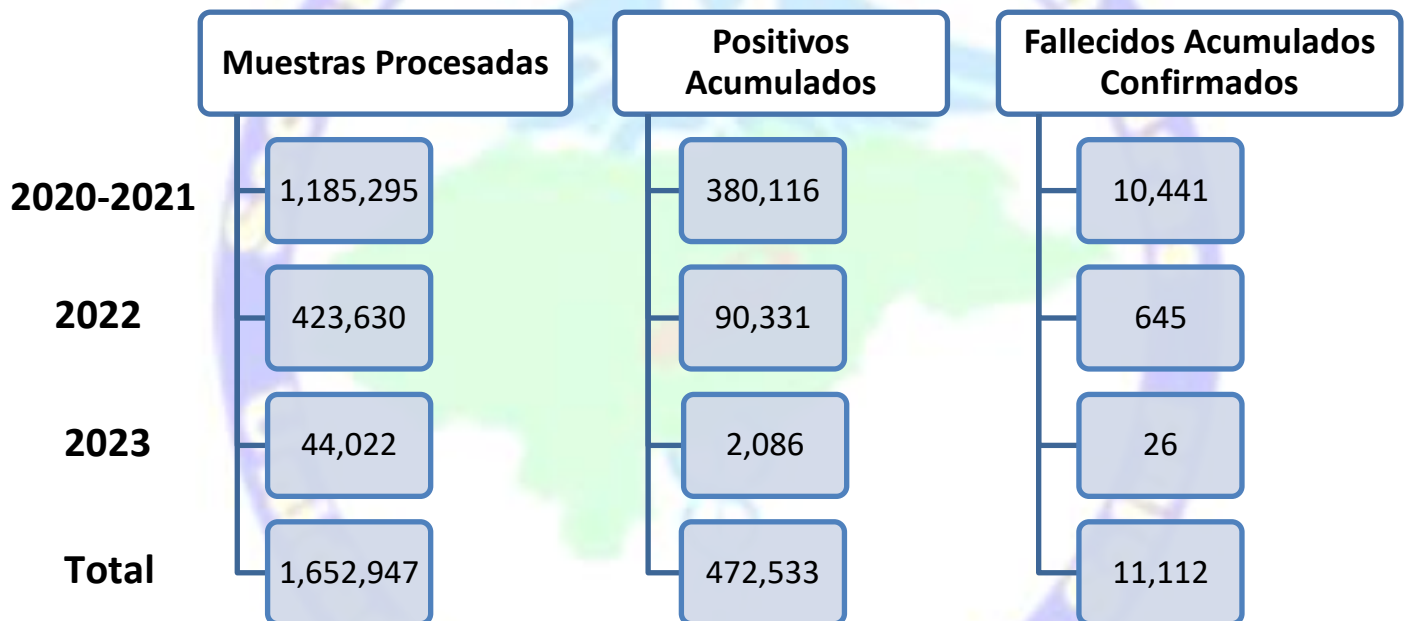 Muestras Procesadas
Positivos
Acumulados
Fallecidos Acumulados
Confirmados
2020-2021
1,185,295
380,116
10,441
2022
423,630
90,331
645
2023
44,022
2,086
26
Total
1,652,947
472,533
11,112